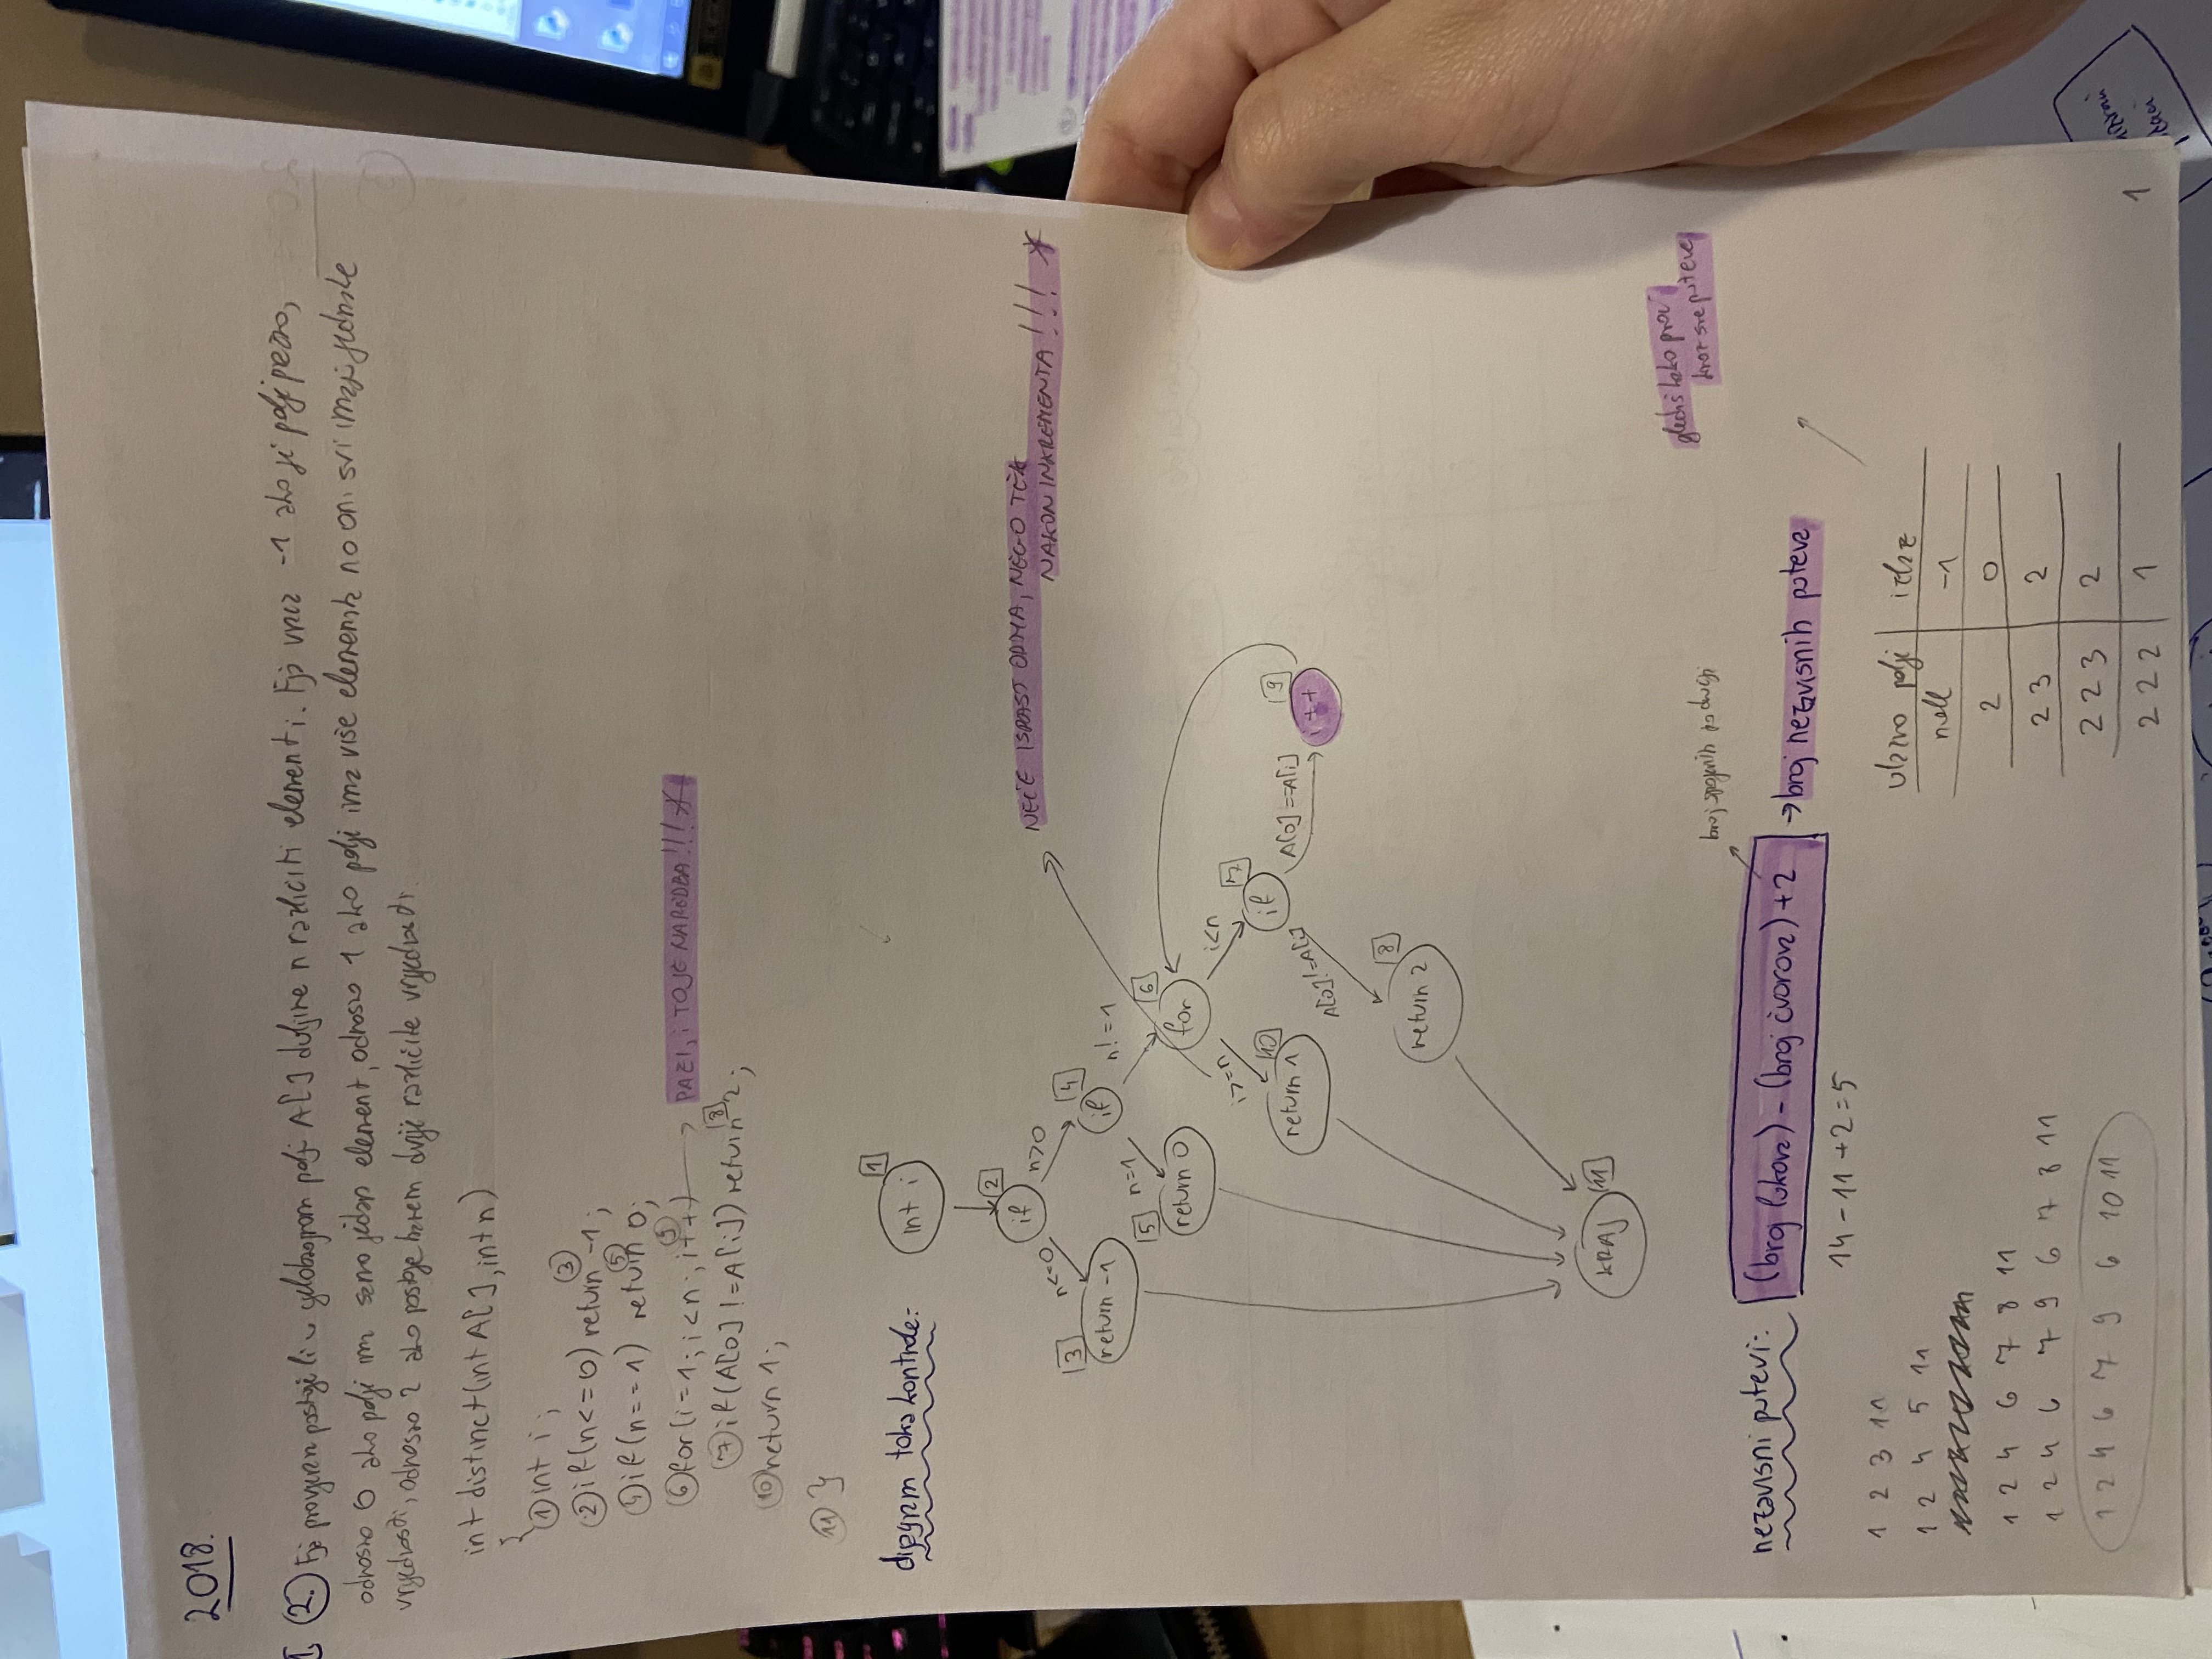 2018.
1. 2. Fja provjerava postoje li u cjelobrojnom polju A[] duljine n različiti elementi. Fja vraća -1 ako je polje prazno,
odnosno 0 ako polje ima samo jedan element, odnosno 1 ako polje ima više elemenata no oni svi imaju jednake
vrijednosti, odnosno 2 ako postoje barem dvije različite vrijednosti.
int distinct(int A[], int n)
{
1 int i;
2 if(n<=0) return 3 -1;
if(n==1) return 5 0;
6 for(i=1; i<n; i++) 9 → PAZI, I TO JE NAREDBA!!! *
7 if(A[0]!=A[i]) return 8 2;
10 return 1;
11 }
dijagram toka kontrole:
int i 1
if 2
n<=0 n>0
NEĆE ISPAST ODMA, NEGO TEK
NAKON INKREMENTA!!! *
3 return -1
if 4
n=1 n!=1
5 return 0
for 6
i>=n i<n
return 1 10
if 7
A[0]!=A[i] A[0]==A[i]
i++ 9
return 2 8
KRAJ 11
gledaš kako proć
kroz sve puteve
broj spojenih područja
nezavisni putevi: (broj lukova) - (broj čvorova) + 2 → broj nezavisnih puteva
14 - 11 + 2 = 5
1 2 3 11
1 2 4 5 11
1 2 4 6 7 8 11
1 2 4 6 7 9 6 7 8 11
1 2 4 6 7 9 6 10 11
ulazno polje izlaz
null -1
2 0
2 3 2
2 2 3 2
2 2 2 1
1